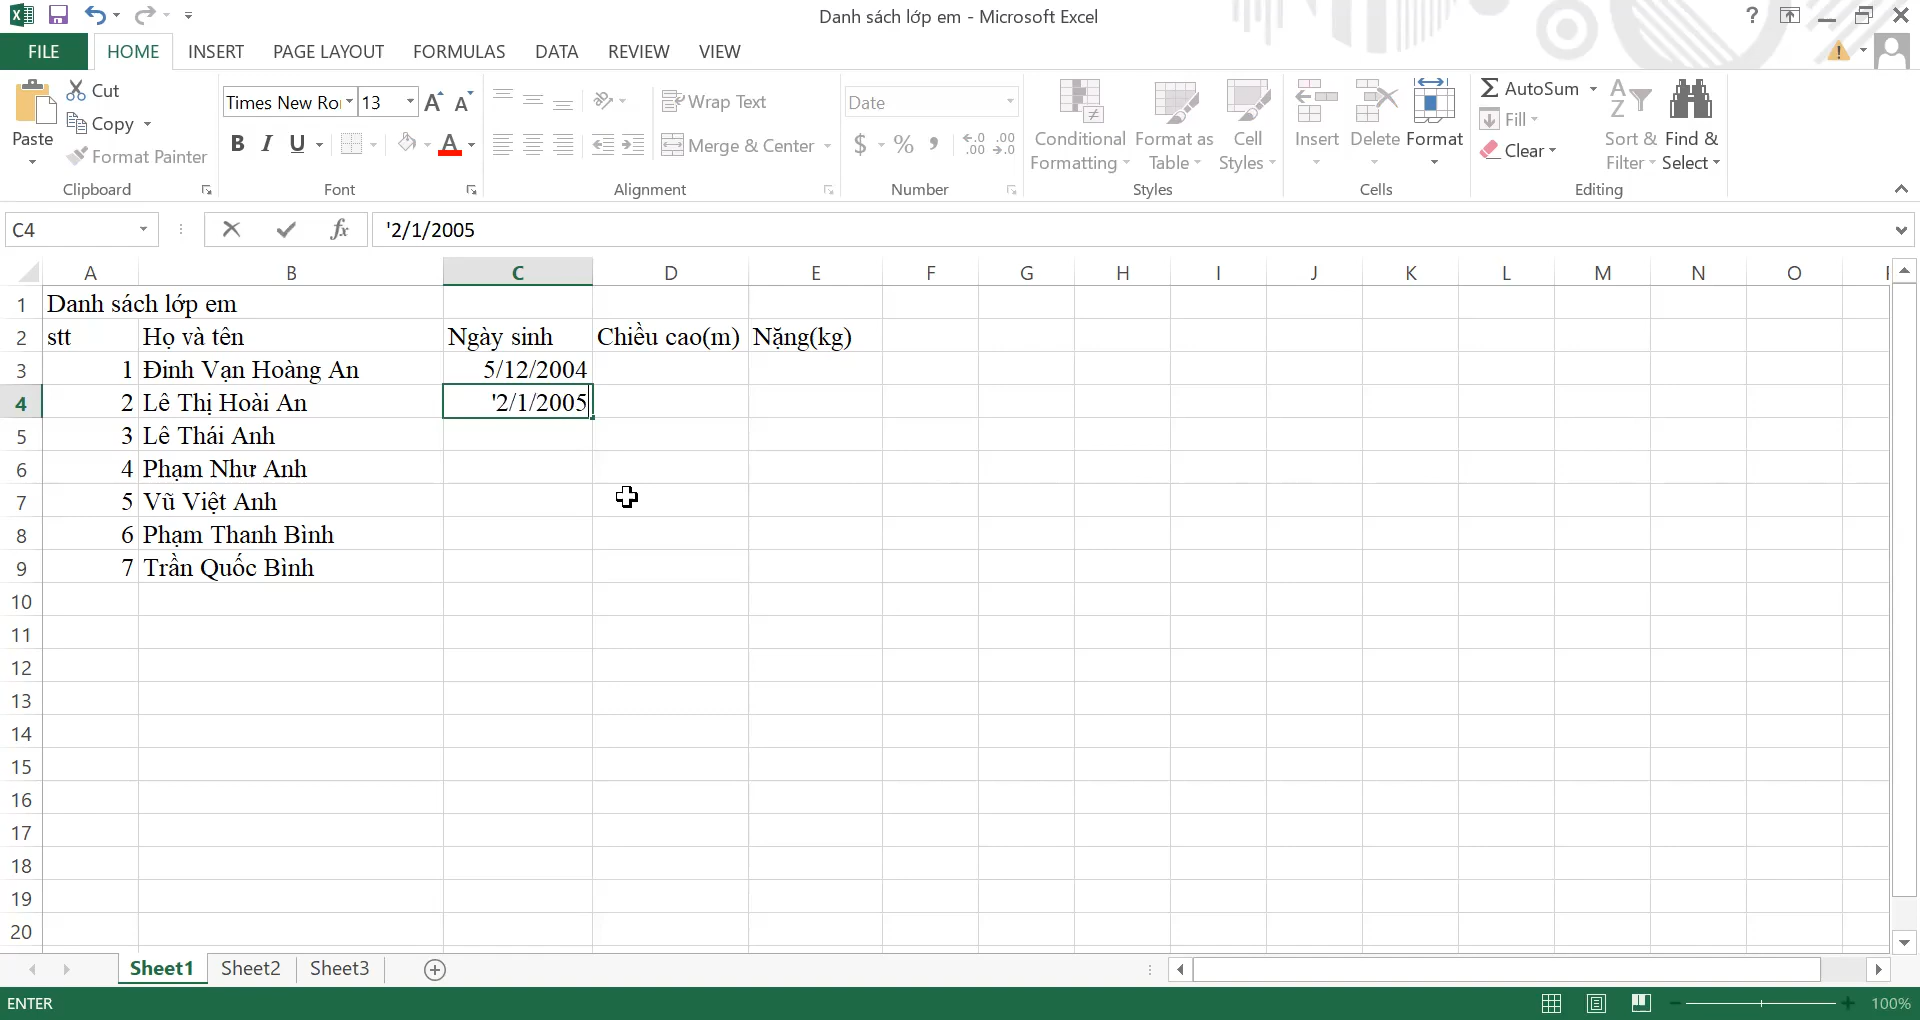 Danh sách lớp em - Microsoft Excel
?
FILE HOME INSERT PAGE LAYOUT FORMULAS DATA REVIEW VIEW
Paste
Cut
Copy
Format Painter
Clipboard
Times New Ro 13
B I U A
Font
Wrap Text
Merge & Center
Alignment
Date
$ % , .0 .00 .00 .0
Number
Conditional Formatting
Format as Table
Cell Styles
Styles
Insert Delete Format
Cells
AutoSum
Fill
Clear
Sort & Filter
Find & Select
Editing
C4 fx '2/1/2005
A B C D E F G H I J K L M N O
1 Danh sách lớp em
2 stt Họ và tên Ngày sinh Chiều cao(m) Nặng(kg)
3 1 Đinh Vạn Hoàng An 5/12/2004
4 2 Lê Thị Hoài An '2/1/2005
5 3 Lê Thái Anh
6 4 Phạm Như Anh
7 5 Vũ Việt Anh
8 6 Phạm Thanh Bình
9 7 Trần Quốc Bình
10
11
12
13
14
15
16
17
18
19
20
Sheet1 Sheet2 Sheet3
ENTER 100%